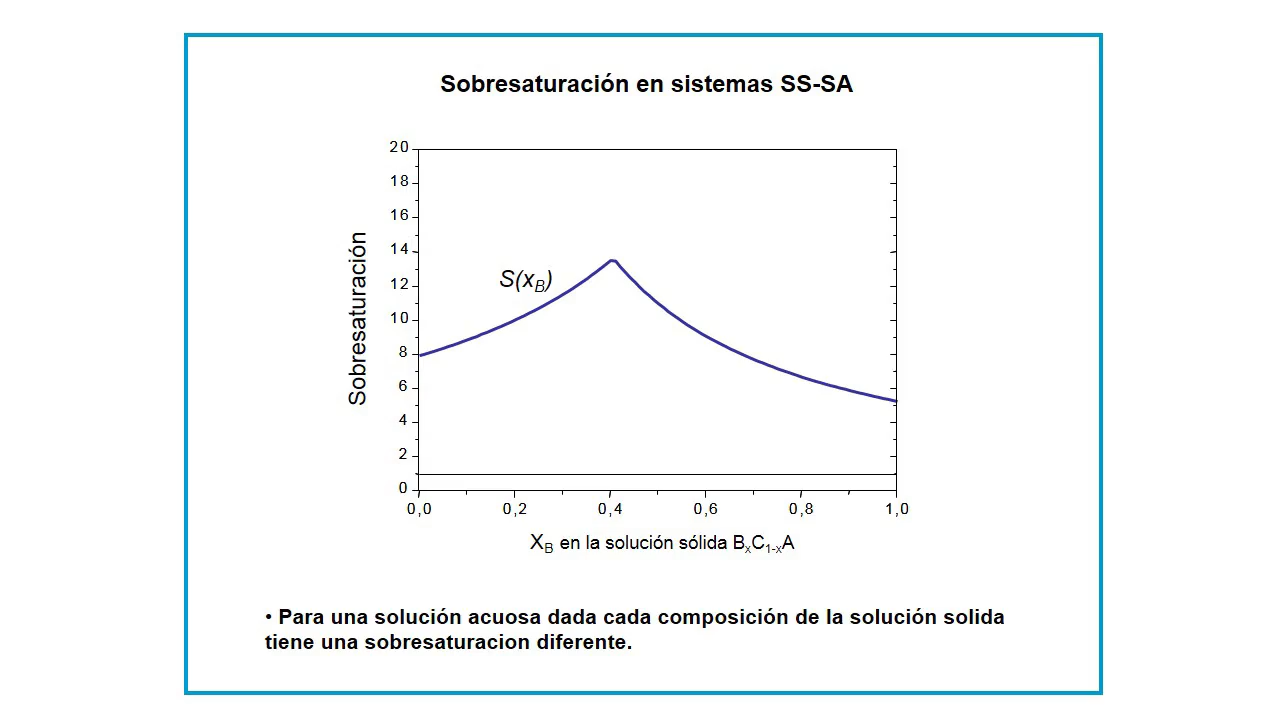 Sobresaturación en sistemas SS-SA
20
18
16
14
12
10
8
6
4
2
0
Sobresaturación
S(xB)
0,0 0,2 0,4 0,6 0,8 1,0
XB en la solución sólida BxC1-xA
• Para una solución acuosa dada cada composición de la solución solida
tiene una sobresaturacion diferente.